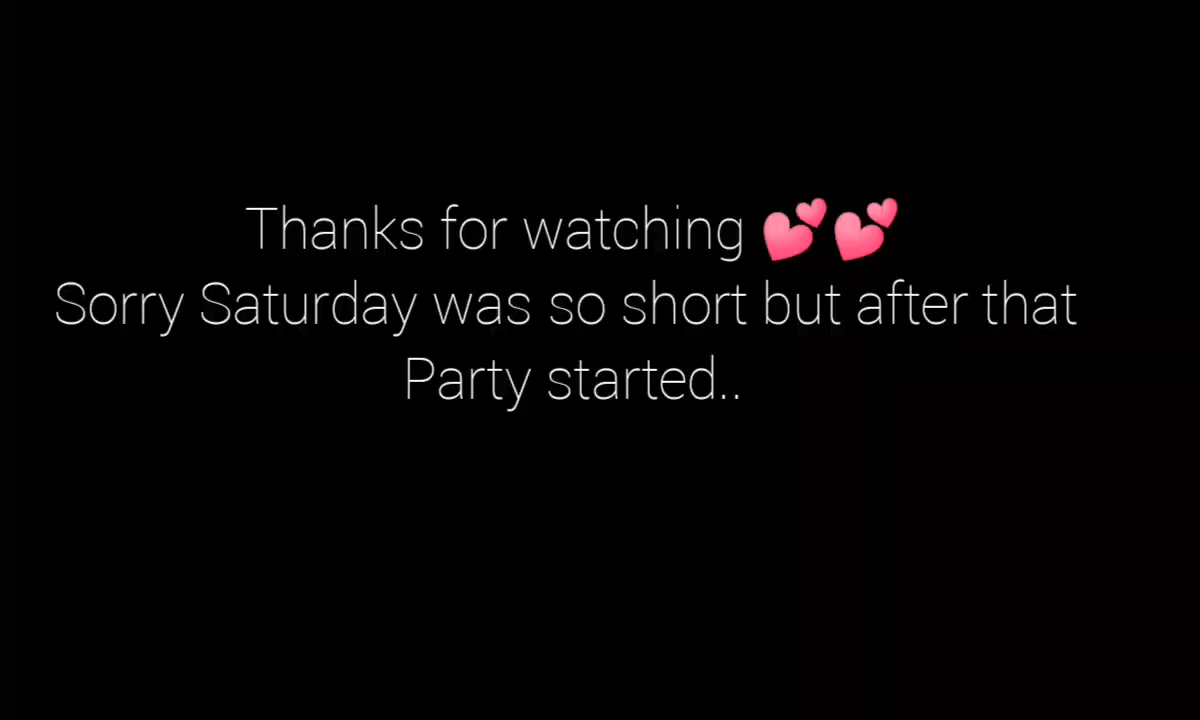 Thanks for watching 💕💕
Sorry Saturday was so short but after that
Party started..